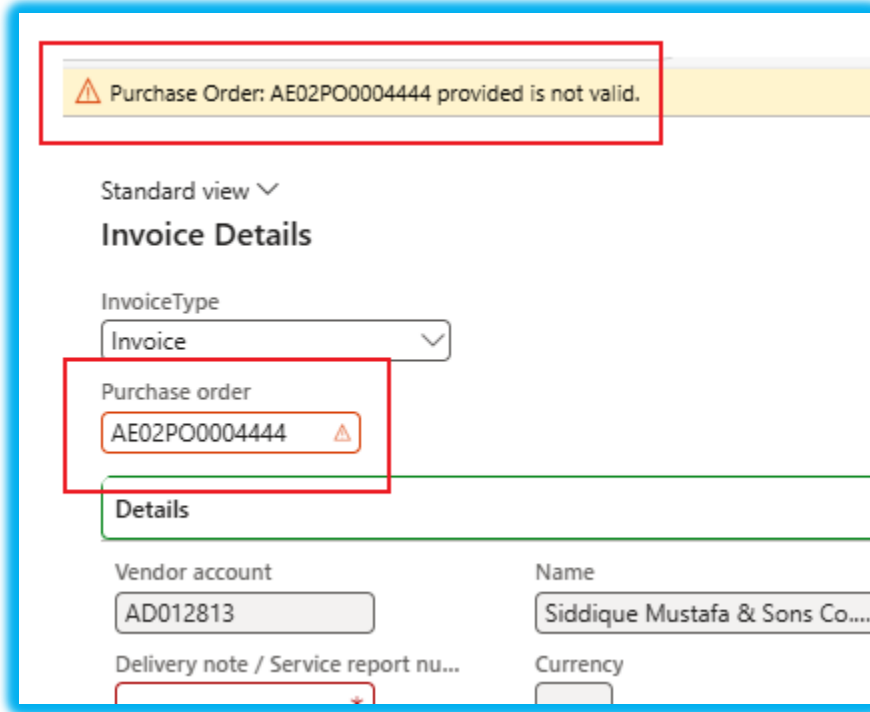 Purchase Order: AE02PO0004444 provided is not valid.
Standard view
Invoice Details
InvoiceType
Invoice
Purchase order
AE02PO0004444
Details
Vendor account
Name
AD012813
Siddique Mustafa & Sons Co....
Delivery note / Service report nu...
Currency
*